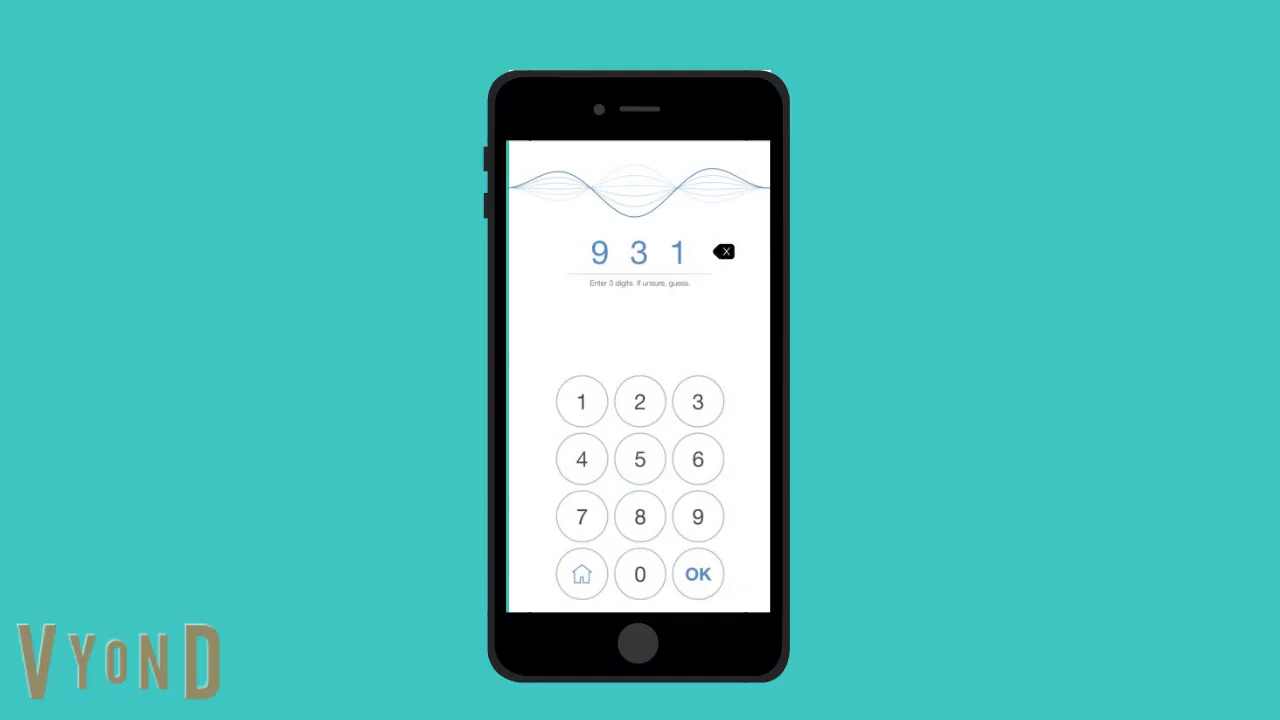 9 3 1
X
Enter 3 digits. If unsure, guess.
1 2 3
4 5 6
7 8 9
0 OK
VYOND